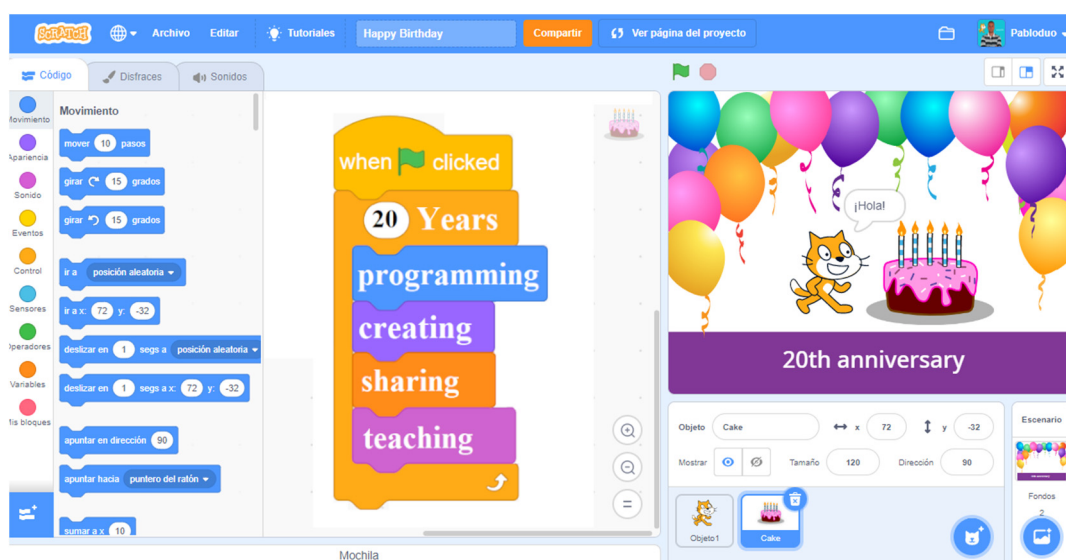 SCRATCH
Archivo
Editar
Tutoriales
Happy Birthday
Compartir
Ver página del proyecto
Pabloduo
Código
Disfraces
Sonidos
Movimiento
Apariencia
Sonido
Eventos
Control
Sensores
Operadores
Variables
Mis bloques
Movimiento
mover 10 pasos
girar 15 grados
girar 15 grados
ir a posición aleatoria
ir a x: 72 y: -32
deslizar en 1 segs a posición aleatoria
deslizar en 1 segs a x: 72 y: -32
apuntar en dirección 90
apuntar hacia puntero del ratón
sumar a x 10
when clicked
20 Years
programming
creating
sharing
teaching
Mochila
¡Hola!
20th anniversary
Objeto Cake x 72 y -32
Mostrar Tamaño 120 Dirección 90
Objeto1
Cake
Escenario
Fondos
2